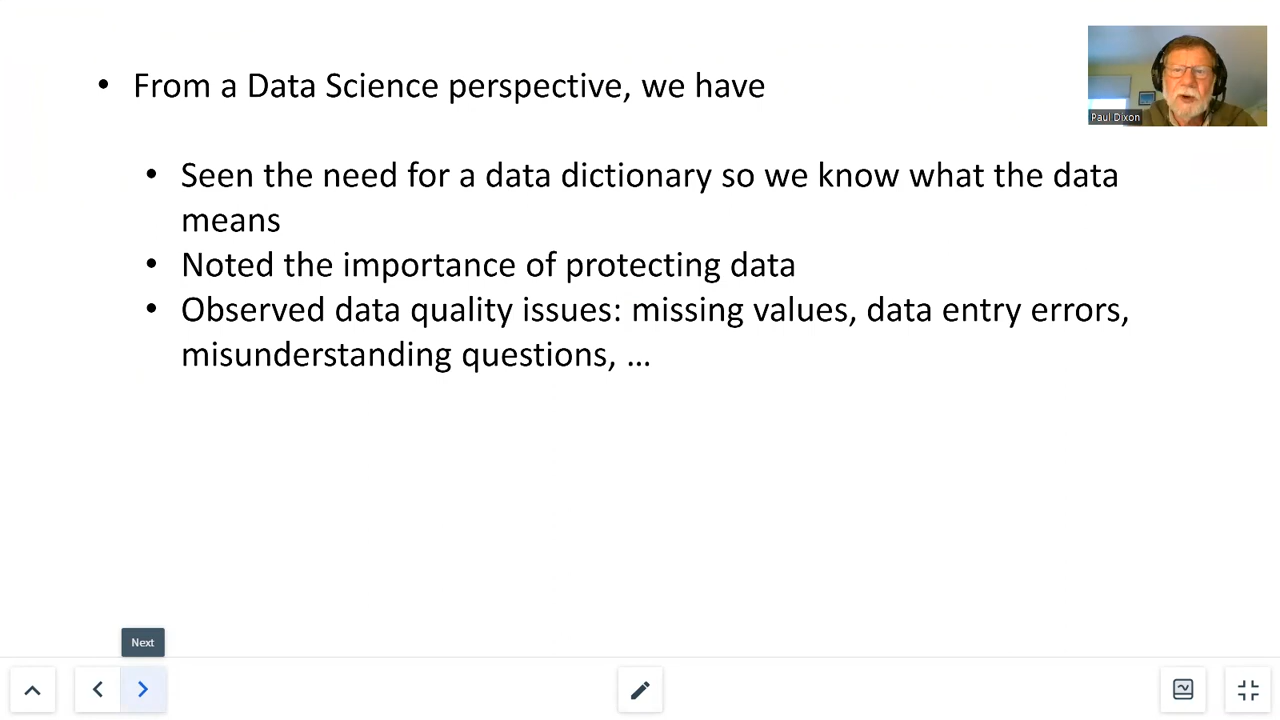 • From a Data Science perspective, we have
Paul Dixon
• Seen the need for a data dictionary so we know what the data
means
• Noted the importance of protecting data
• Observed data quality issues: missing values, data entry errors,
misunderstanding questions, ...
Next